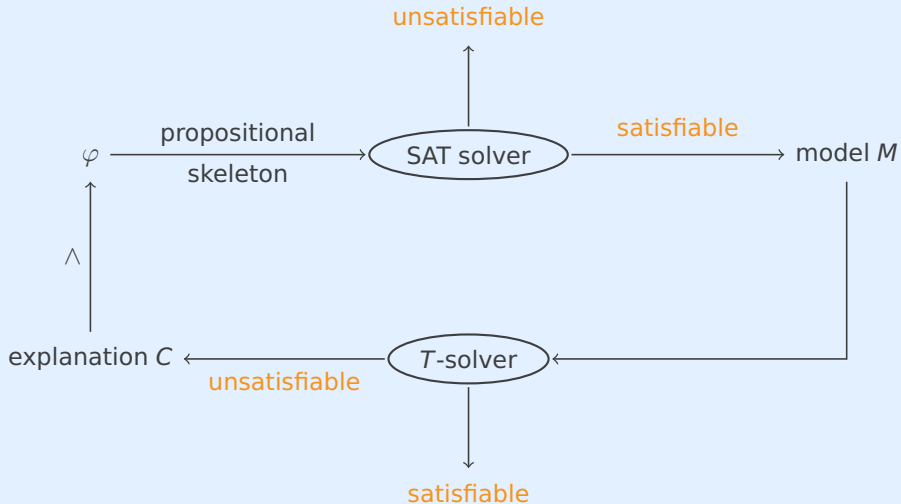 unsatisfiable
propositional
satisfiable
φ
SAT solver
model M
skeleton
∧
explanation C
T-solver
unsatisfiable
satisfiable